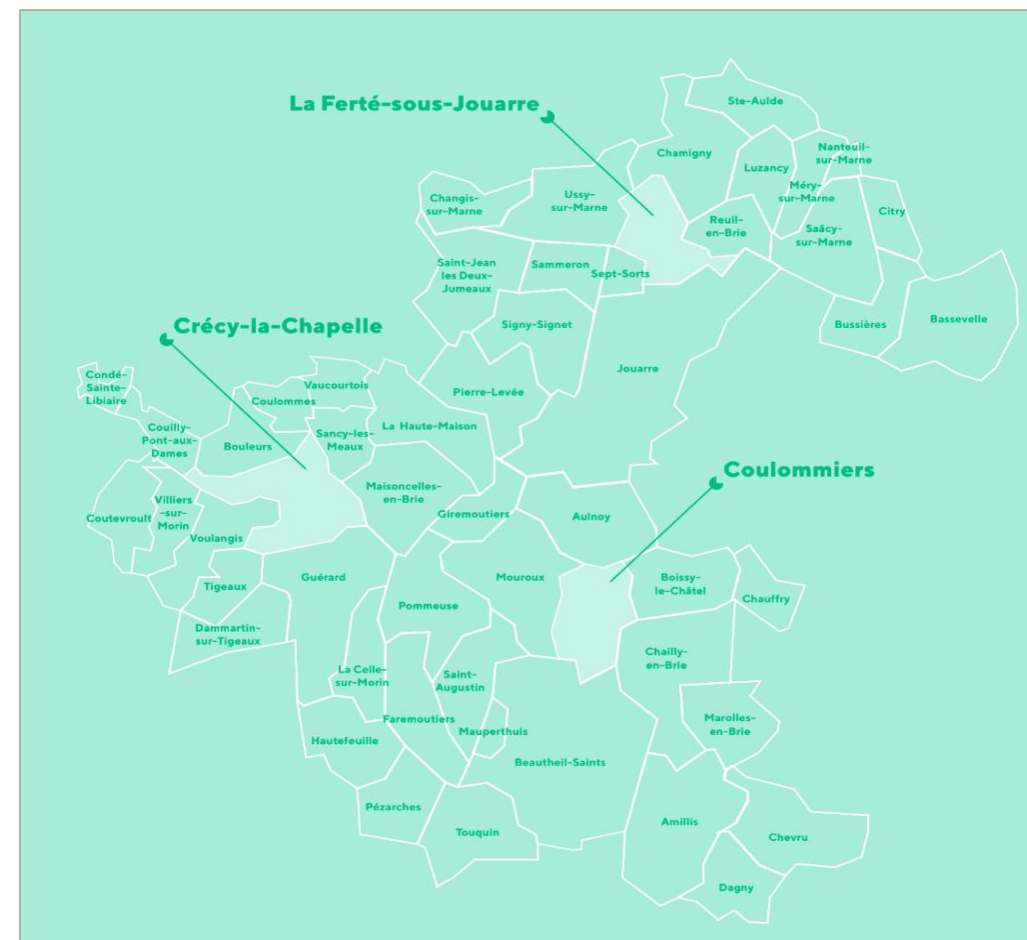 La Ferté-sous-Jouarre
Ste-Aulde
Chamigny
Nanteuil-
sur-Marne
Luzancy
Méry-
sur-Marne
Changis-
sur-Marne
Ussy-
sur-Marne
Reuil-
en-Brie
Citry
Saâcy-
sur-Marne
Saint-Jean
les Deux-
Jumeaux
Sammeron
Sept-Sorts
Bussières
Bassevelle
Signy-Signet
Crécy-la-Chapelle
Jouarre
Condé-
Sainte-
Libiaire
Vaucourtois
Coulommes
Pierre-Levée
Couilly-
Pont-aux-
Dames
Bouleurs
Sancy-les-
Meaux
La Haute-Maison
Coulommiers
Maisoncelles-
en-Brie
Villiers
-sur-
Morin
Coutevroult
Voulangis
Giremoutiers
Aulnoy
Guérard
Mouroux
Boissy-
le-Châtel
Tigeaux
Chauffry
Pommeuse
Dammartin-
sur-Tigeaux
Chailly-
en-Brie
La Celle-
sur-Morin
Saint-
Augustin
Faremoutiers
Marolles-
en-Brie
Mauperthuis
Hautefeuille
Beautheil-Saints
Pézarches
Touquin
Amillis
Chevru
Dagny